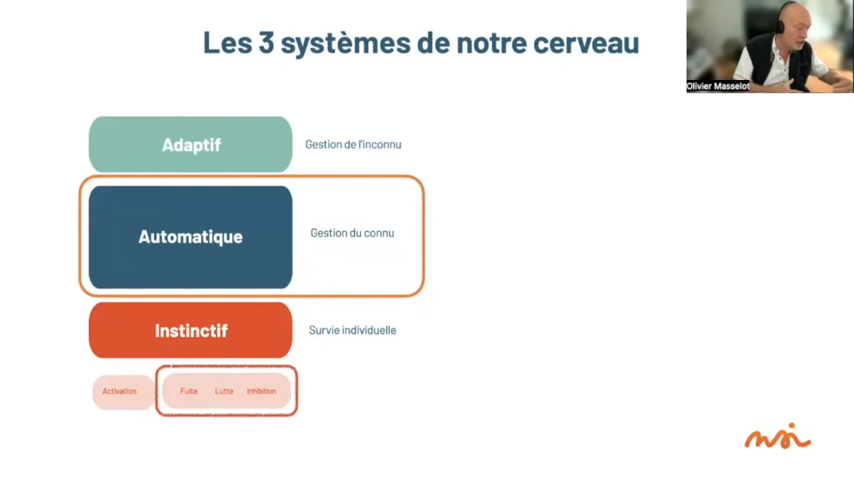 Les 3 systèmes de notre cerveau
Olivier Masselot
Adaptif
Gestion de l'inconnu
Automatique
Gestion du connu
Instinctif
Survie individuelle
Activation
Fuite Lutte Inhibition
nsi